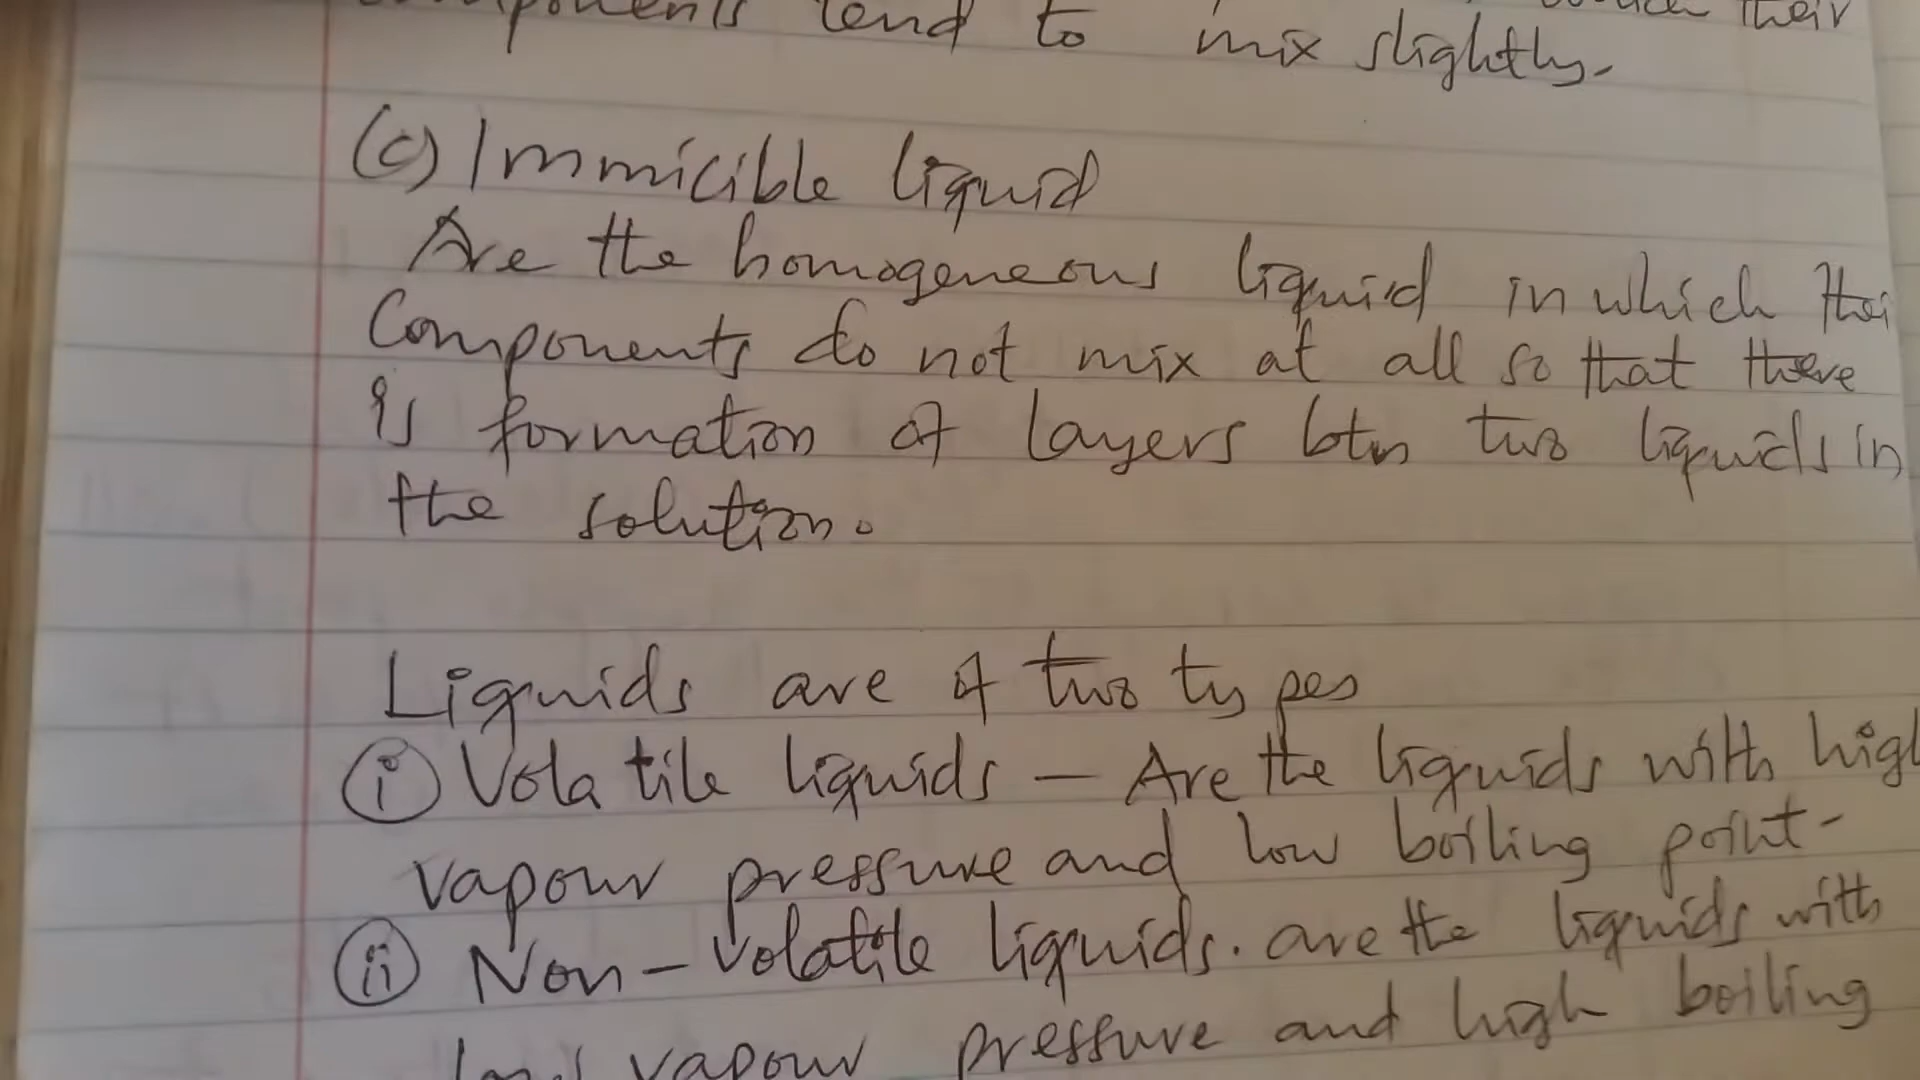 components tend to mix slightly.
(c) Immicible liquid
Are the homogeneous liquid in which thei
Components do not mix at all so that there
is formation of layers btn two liquids in
the solution.
Liquids are of two types
(i) Volatile liquids - Are the liquids with high
vapour pressure and low boiling point-
(ii) Non-volatile liquids. are the liquids with
vapour pressure and high boiling